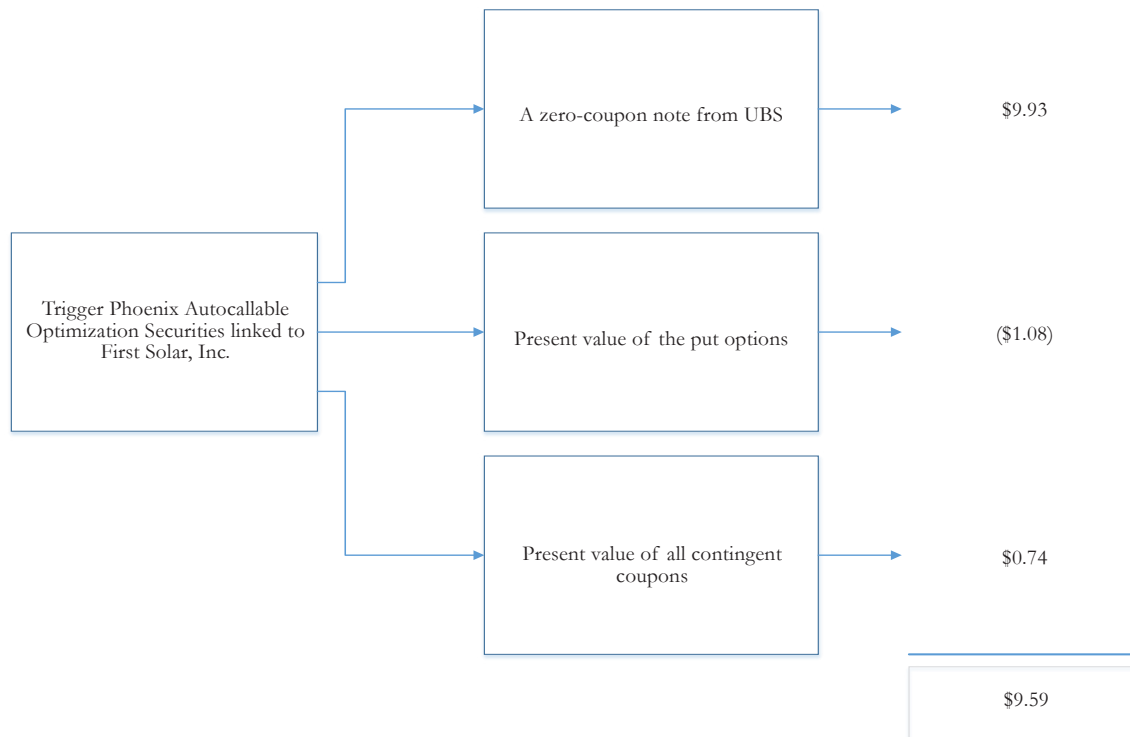 A zero-coupon note from UBS
$9.93
Trigger Phoenix Autocallable
Optimization Securities linked to
First Solar, Inc.
Present value of the put options
($1.08)
Present value of all contingent
coupons
$0.74
$9.59